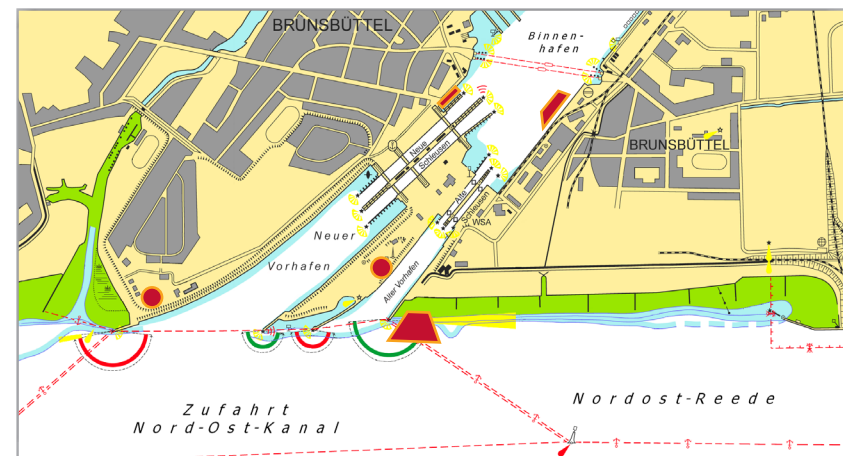 BRUNSBÜTTEL
Binnen-
hafen
Neue
Schleusen
BRUNSBÜTTEL
Alte
Schleusen
WSA
Neuer
Vorhafen
Alter Vorhafen
Zufahrt
Nord-Ost-Kanal
Nordost-Reede